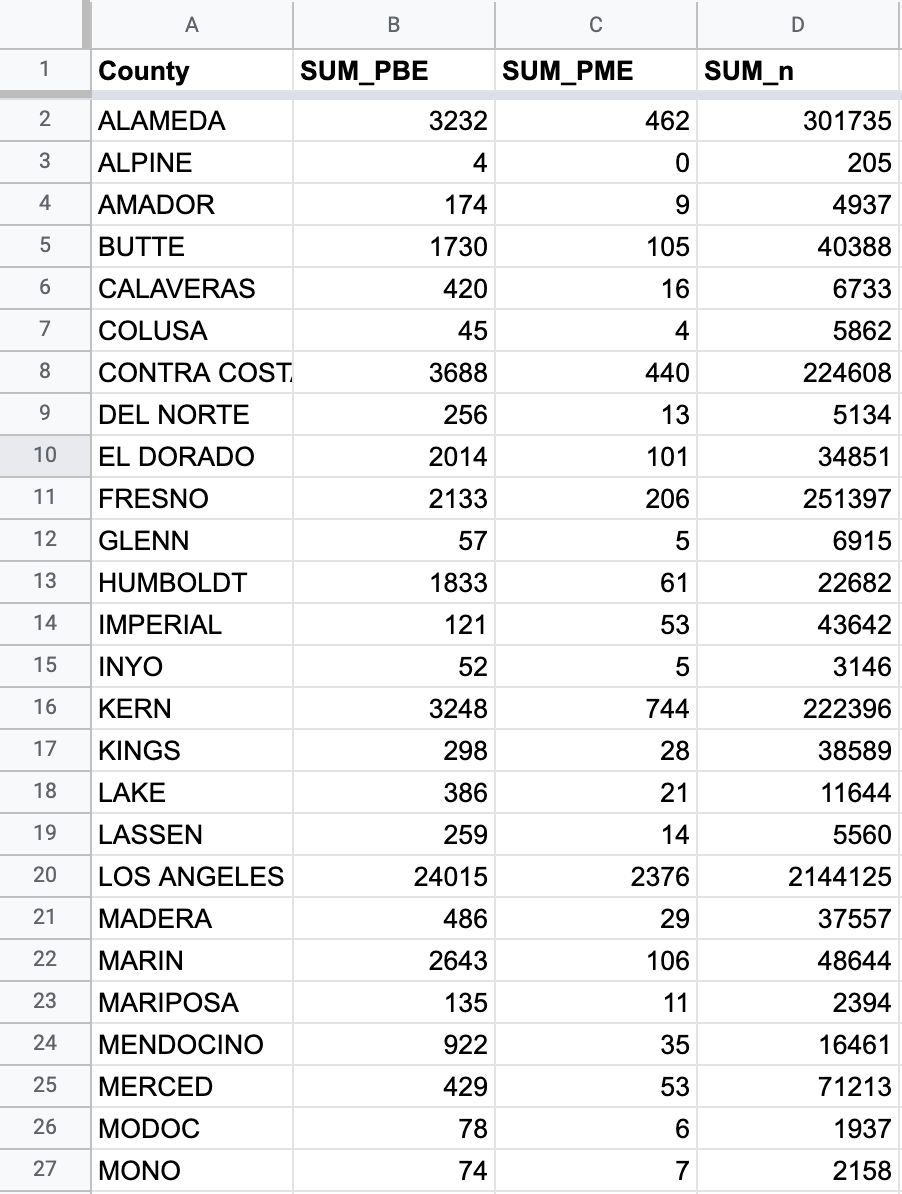 A B C D
1 County SUM_PBE SUM_PME SUM_n
2 ALAMEDA 3232 462 301735
3 ALPINE 4 0 205
4 AMADOR 174 9 4937
5 BUTTE 1730 105 40388
6 CALAVERAS 420 16 6733
7 COLUSA 45 4 5862
8 CONTRA COST 3688 440 224608
9 DEL NORTE 256 13 5134
10 EL DORADO 2014 101 34851
11 FRESNO 2133 206 251397
12 GLENN 57 5 6915
13 HUMBOLDT 1833 61 22682
14 IMPERIAL 121 53 43642
15 INYO 52 5 3146
16 KERN 3248 744 222396
17 KINGS 298 28 38589
18 LAKE 386 21 11644
19 LASSEN 259 14 5560
20 LOS ANGELES 24015 2376 2144125
21 MADERA 486 29 37557
22 MARIN 2643 106 48644
23 MARIPOSA 135 11 2394
24 MENDOCINO 922 35 16461
25 MERCED 429 53 71213
26 MODOC 78 6 1937
27 MONO 74 7 2158